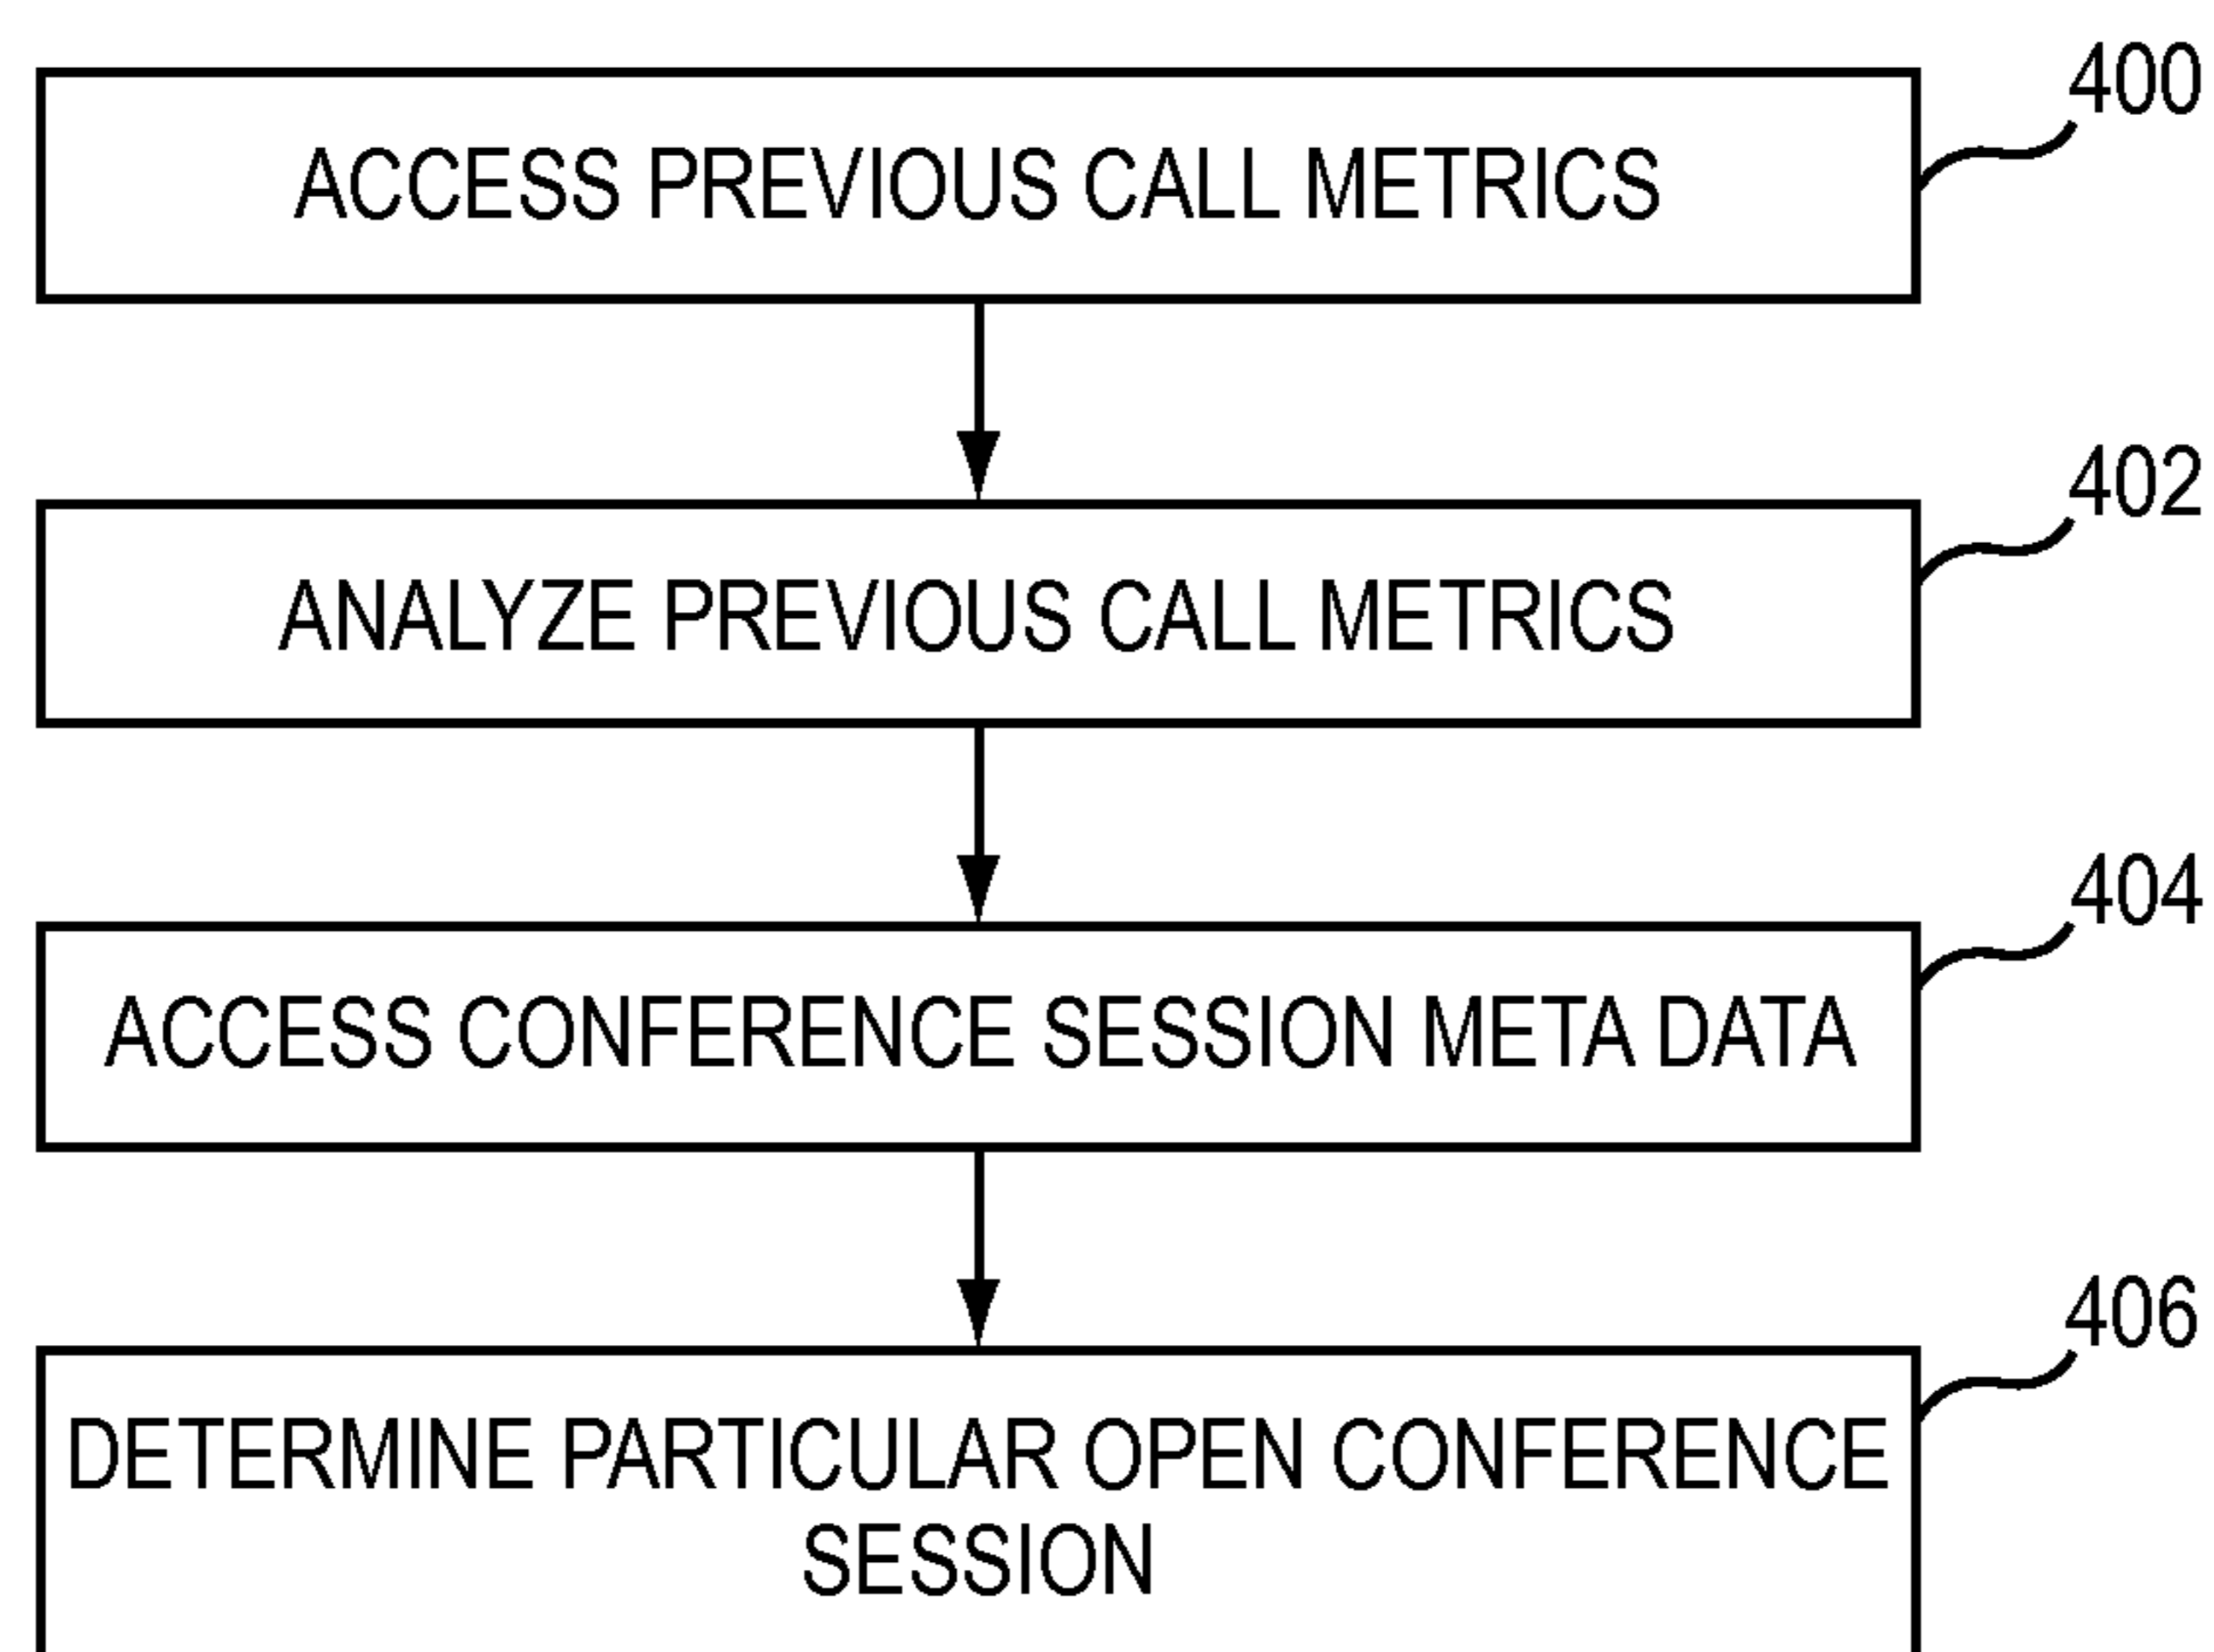 400
ACCESS PREVIOUS CALL METRICS
402
ANALYZE PREVIOUS CALL METRICS
404
ACCESS CONFERENCE SESSION META DATA
406
DETERMINE PARTICULAR OPEN CONFERENCE
SESSION